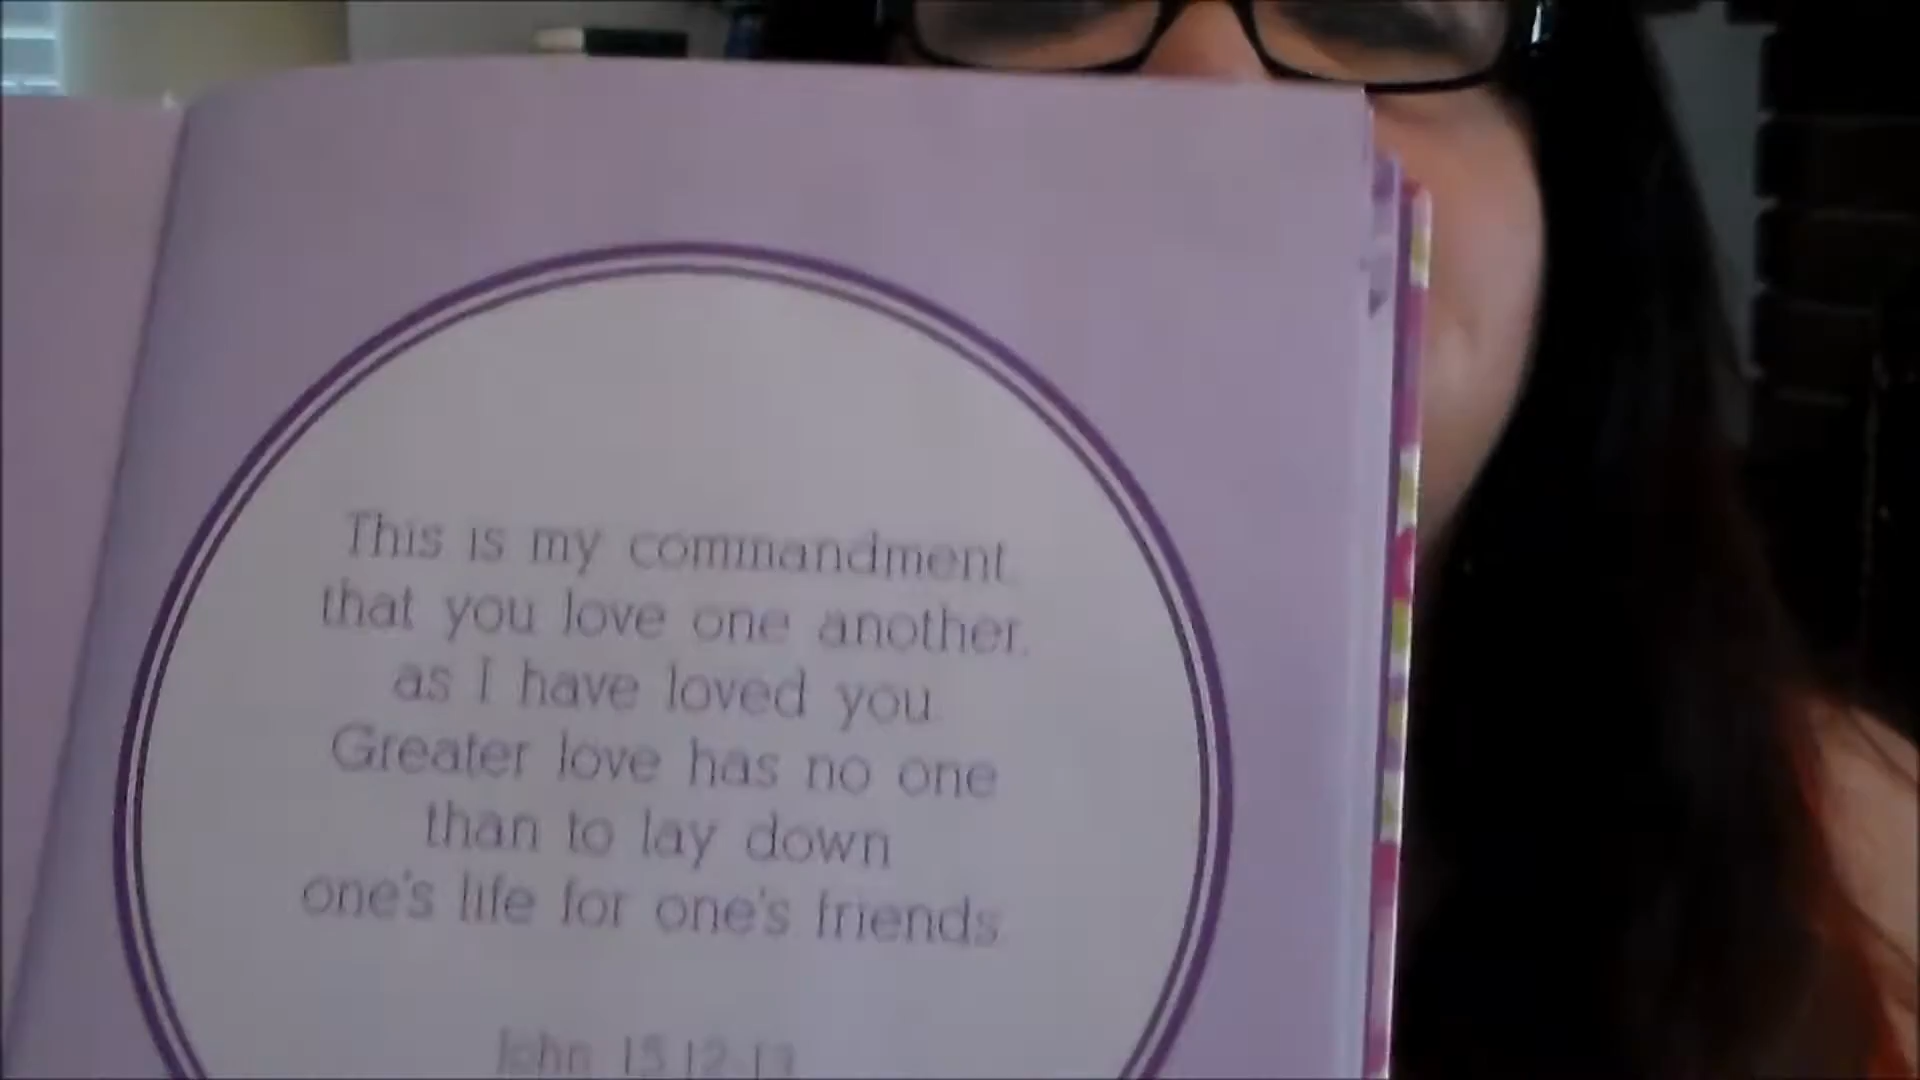 This is my commandment,
that you love one another,
as I have loved you.
Greater love has no one
than to lay down
one's life for one's friends
John 15:12-13